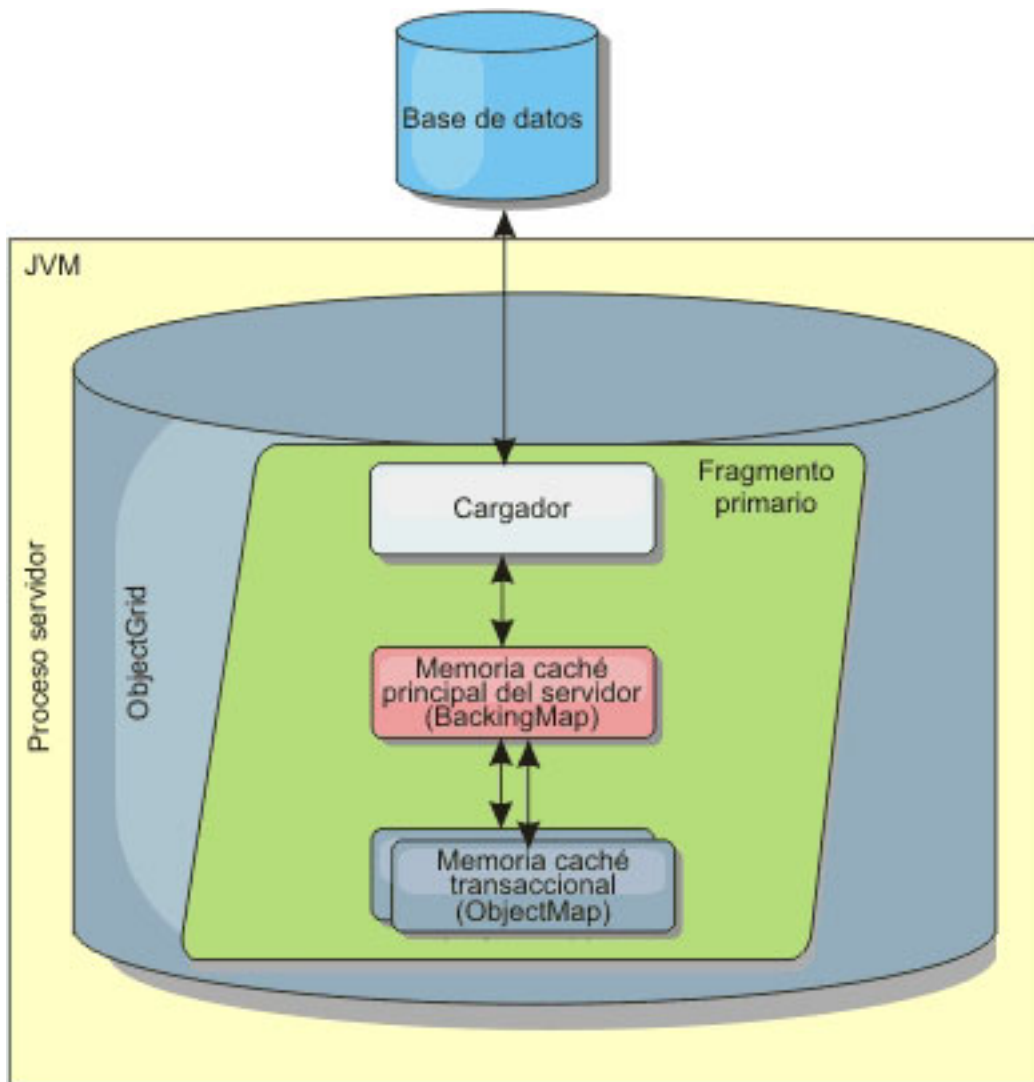 Base de datos
JVM
Proceso servidor
ObjectGrid
Fragmento
primario
Cargador
Memoria caché
principal del servidor
(BackingMap)
Memoria caché
transaccional
(ObjectMap)